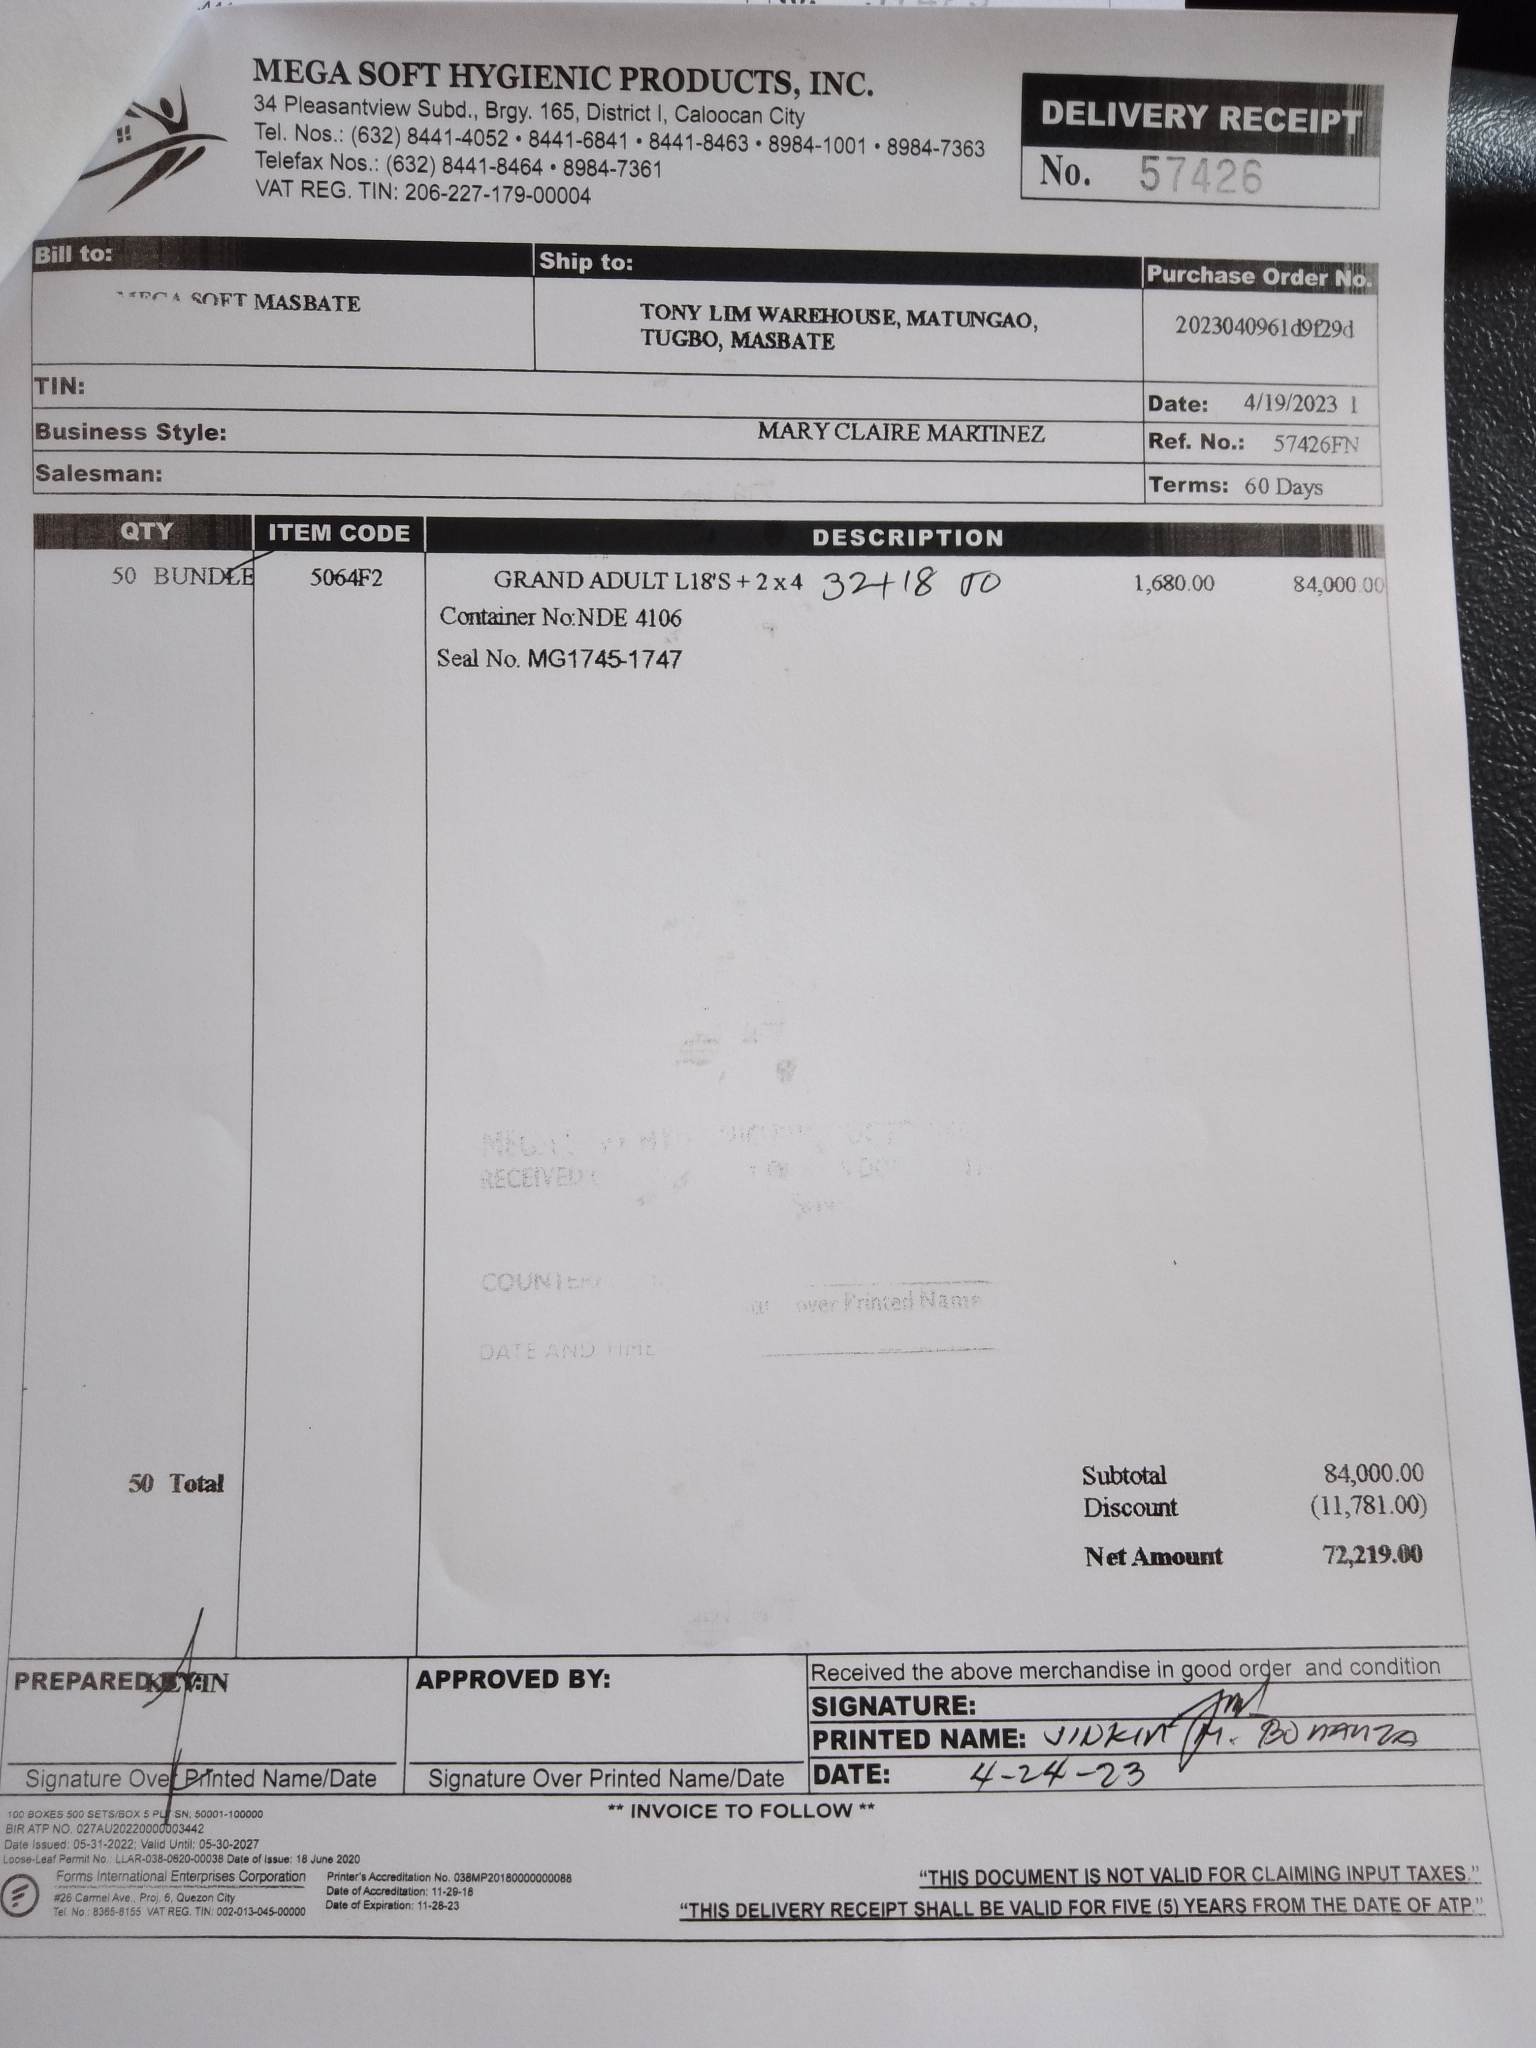 MEGA SOFT HYGIENIC PRODUCTS, INC.
34 Pleasantview Subd., Brgy. 165, District I, Caloocan City
Tel. Nos.: (632) 8441-4052 • 8441-6841 • 8441-8463 • 8984-1001 • 8984-7363
Telefax Nos.: (632) 8441-8464 • 8984-7361
VAT REG. TIN: 206-227-179-00004
DELIVERY RECEIPT
No. 57426
Bill to:
MEGA SOFT MASBATE
Ship to:
TONY LIM WAREHOUSE, MATUNGAO,
TUGBO, MASBATE
Purchase Order No.
2023040961d9f29d
TIN:
Date: 4/19/2023 1
Business Style:
MARY CLAIRE MARTINEZ
Ref. No.: 57426FN
Salesman:
Terms: 60 Days
QTY ITEM CODE DESCRIPTION
50 BUNDLE 5064F2 GRAND ADULT L18'S + 2 x 4 32+18 50 1,680.00 84,000.00
Container No:NDE 4106
Seal No. MG1745-1747
RECEIVED
DATE AND TIME
over Printed Name
50 Total
Subtotal 84,000.00
Discount (11,781.00)
Net Amount 72,219.00
PREPARED BY: KEVIN
Signature Over Printed Name/Date
APPROVED BY:
Signature Over Printed Name/Date
Received the above merchandise in good order and condition
SIGNATURE:
PRINTED NAME: JINKIN M. BONANZA
DATE: 4-24-23
** INVOICE TO FOLLOW **
100 BOXES 500 SETS/BOX 5 PLY SN; 50001-100000
BIR ATP NO. 027AU20220000003442
Date Issued: 05-31-2022; Valid Until: 05-30-2027
Loose-Leaf Permit No.: LLAR-038-0620-00038 Date of Issue: 18 June 2020
Forms International Enterprises Corporation
#26 Carmel Ave., Proj. 6, Quezon City
Tel. No.: 8365-8155 VAT REG. TIN: 002-013-045-00000
Printer's Accreditation No. 038MP20180000000088
Date of Accreditation: 11-29-18
Date of Expiration: 11-28-23
"THIS DOCUMENT IS NOT VALID FOR CLAIMING INPUT TAXES."
"THIS DELIVERY RECEIPT SHALL BE VALID FOR FIVE (5) YEARS FROM THE DATE OF ATP."